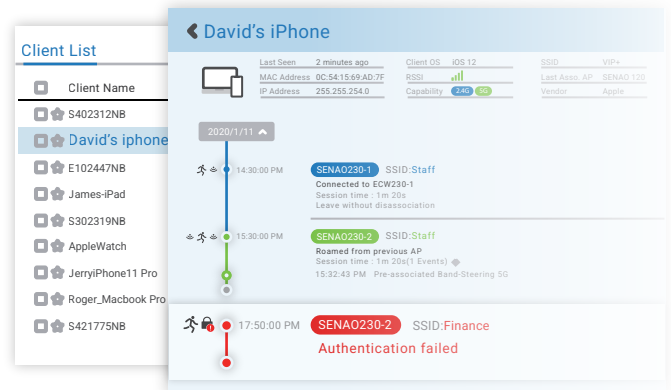 Client List
Client Name
S402312NB
David's iphone
E102447NB
James-iPad
S302319NB
AppleWatch
JerryiPhone11 Pro
Roger_Macbook Pro
S421775NB
David's iPhone
Last Seen 2 minutes ago Client OS iOS 12 SSID VIP+
MAC Address 0C:54:15:69:AD:7F RSSI Last Asso. AP SENAO 120
IP Address 255.255.254.0 Capability 2.4G 5G Vendor Apple
2020/1/11
14:30:00 PM SENAO230-1 SSID:Staff
Connected to ECW230-1
Session time : 1m 20s
Leave without disassociation
15:30:00 PM SENAO230-2 SSID:Staff
Roamed from previous AP
Session time : 1m 20s(1 Events)
15:32:43 PM Pre-associated Band-Steering 5G
17:50:00 PM SENAO230-2 SSID:Finance
Authentication failed